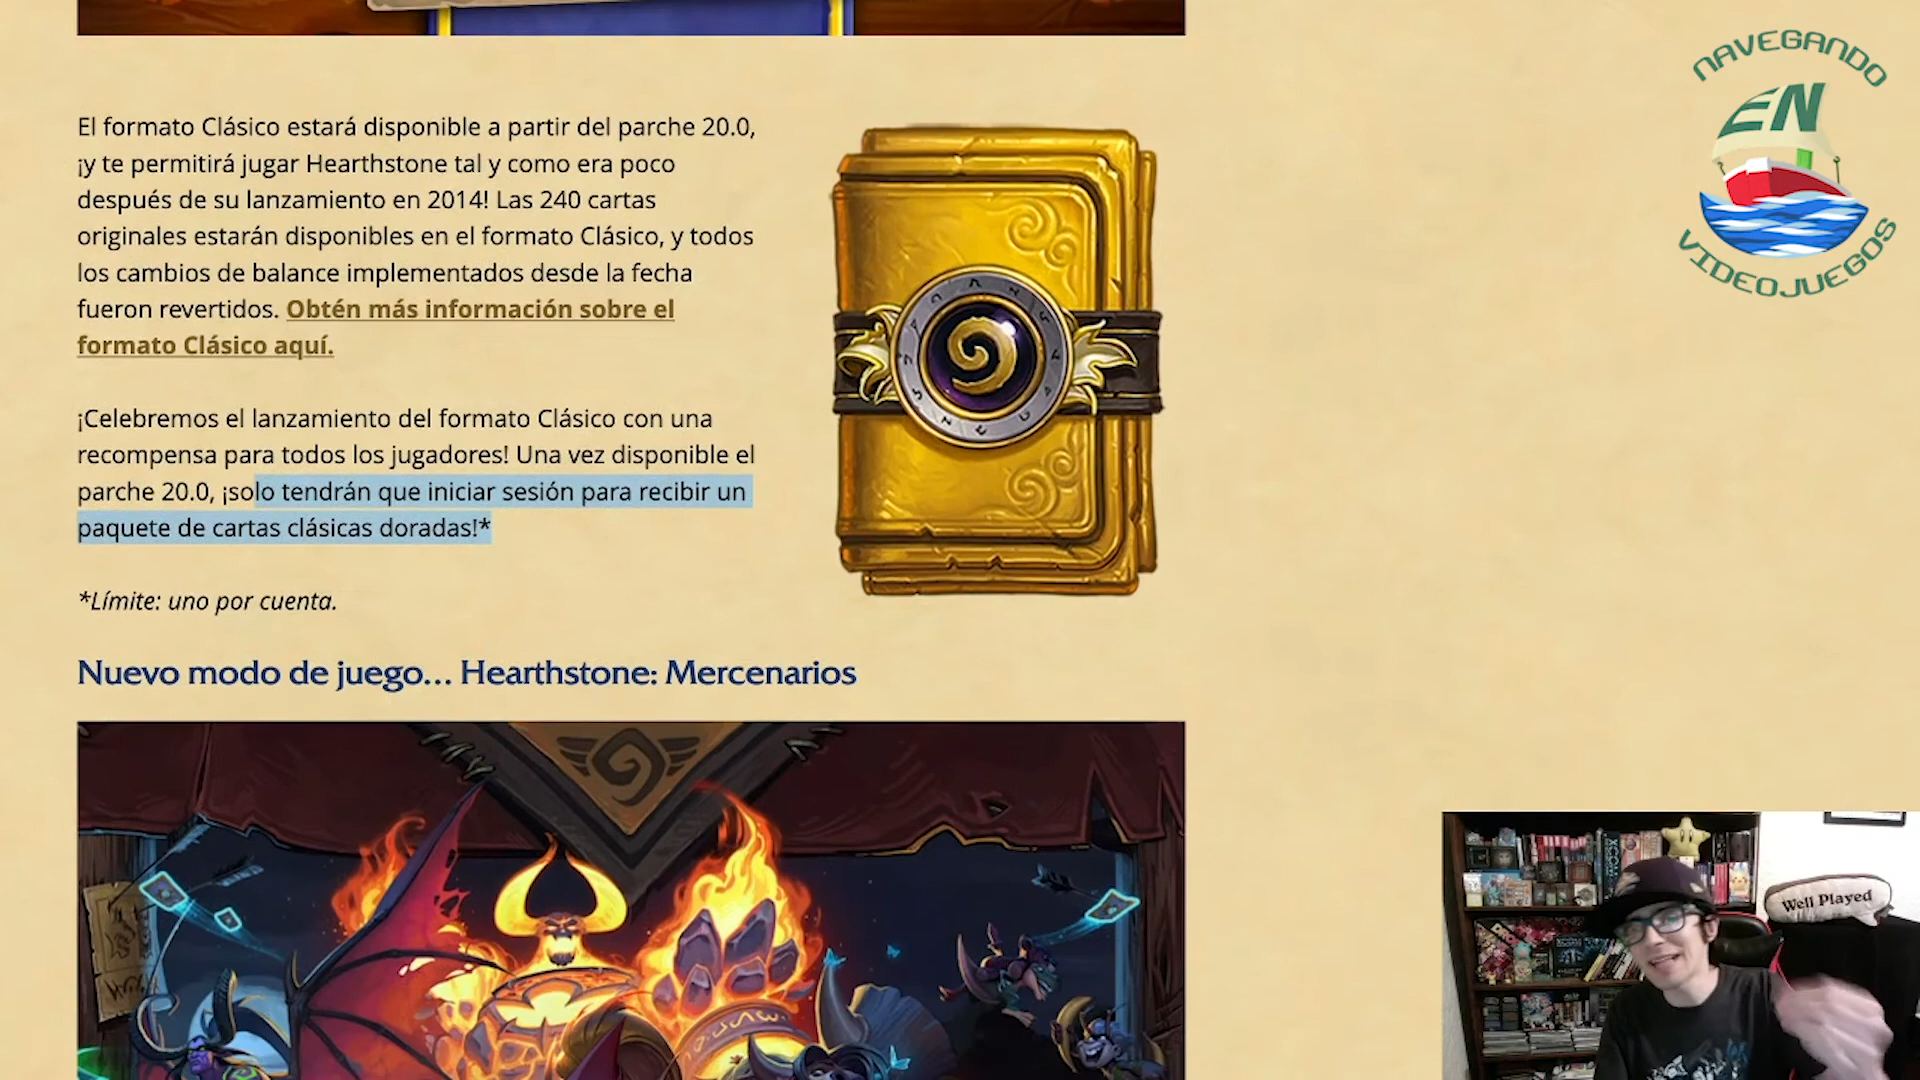 El formato Clásico estará disponible a partir del parche 20.0,
¡y te permitirá jugar Hearthstone tal y como era poco
después de su lanzamiento en 2014! Las 240 cartas
originales estarán disponibles en el formato Clásico, y todos
los cambios de balance implementados desde la fecha
fueron revertidos. Obtén más información sobre el
formato Clásico aquí.
¡Celebremos el lanzamiento del formato Clásico con una
recompensa para todos los jugadores! Una vez disponible el
parche 20.0, ¡solo tendrán que iniciar sesión para recibir un
paquete de cartas clásicas doradas!*
*Límite: uno por cuenta.
Nuevo modo de juego... Hearthstone: Mercenarios
NAVEGANDO
EN
VIDEOJUEGOS
Well Played